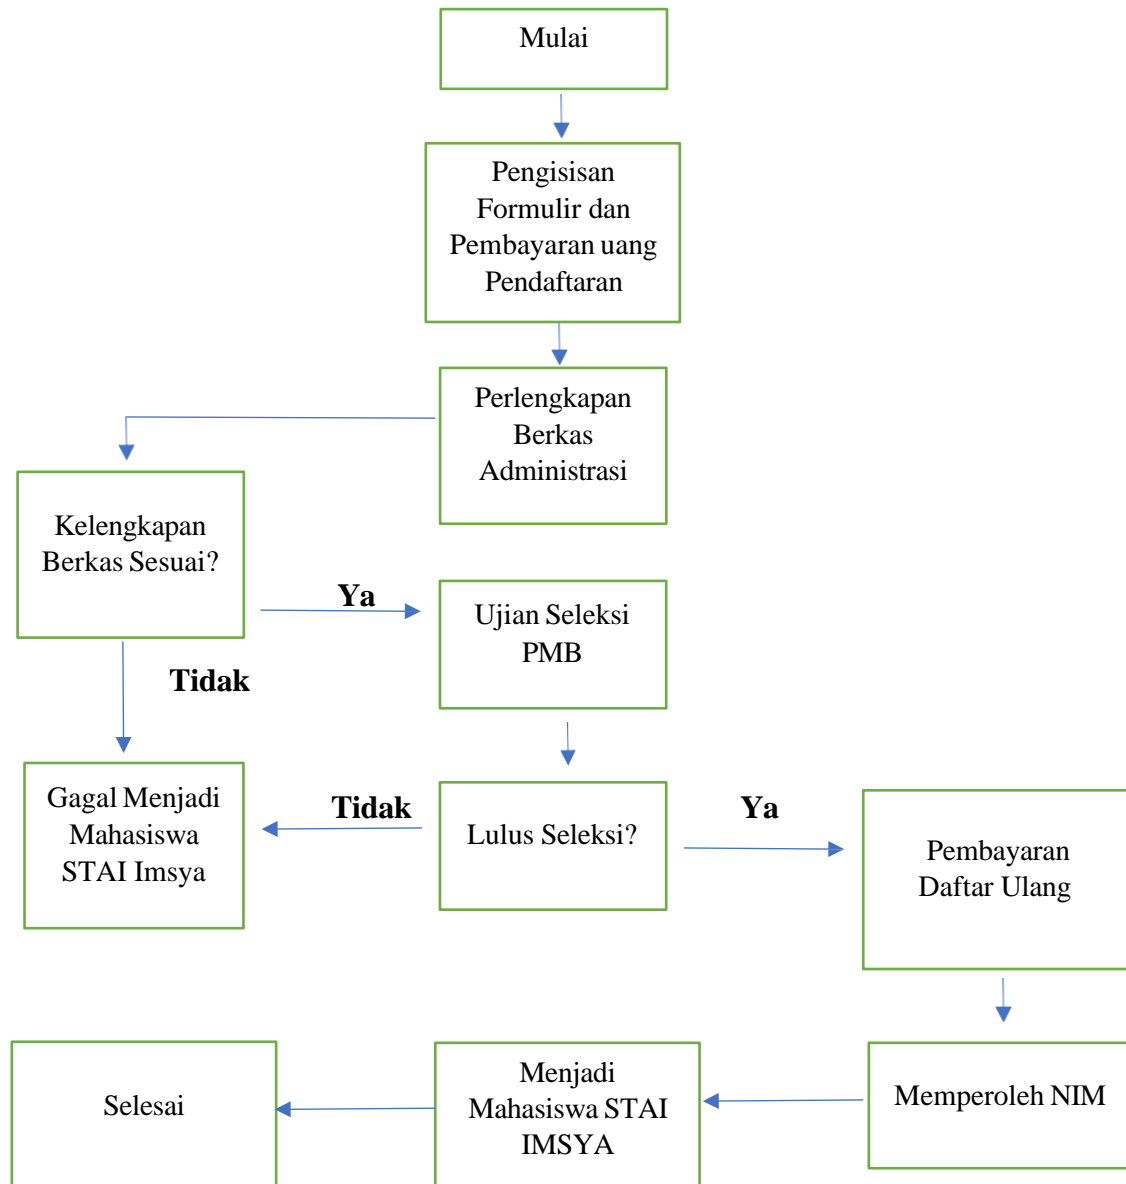 Mulai
Pengisisan
Formulir dan
Pembayaran uang
Pendaftaran
Perlengkapan
Berkas
Administrasi
Kelengkapan
Berkas Sesuai?
Ya
Ujian Seleksi
PMB
Tidak
Gagal Menjadi
Mahasiswa
STAI Imsya
Tidak
Lulus Seleksi?
Ya
Pembayaran
Daftar Ulang
Memperoleh NIM
Menjadi
Mahasiswa STAI
IMSYA
Selesai